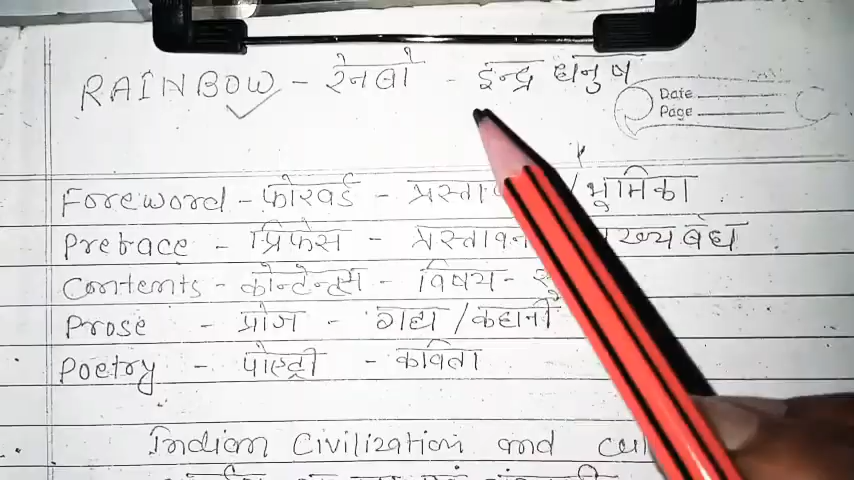 RAINBOW - रेनबो - इन्द्र धनुष
Date
Page
Foreword - फोरवर्ड - / भूमिका
Preface - प्रिफेस - प्रस्तावन
Contents - कॉन्टेन्ट्स - विषय -
Prose - प्रोज - गद्य / कहानी
Poetry - पोएट्री - कविता
Indian Civilization and cul